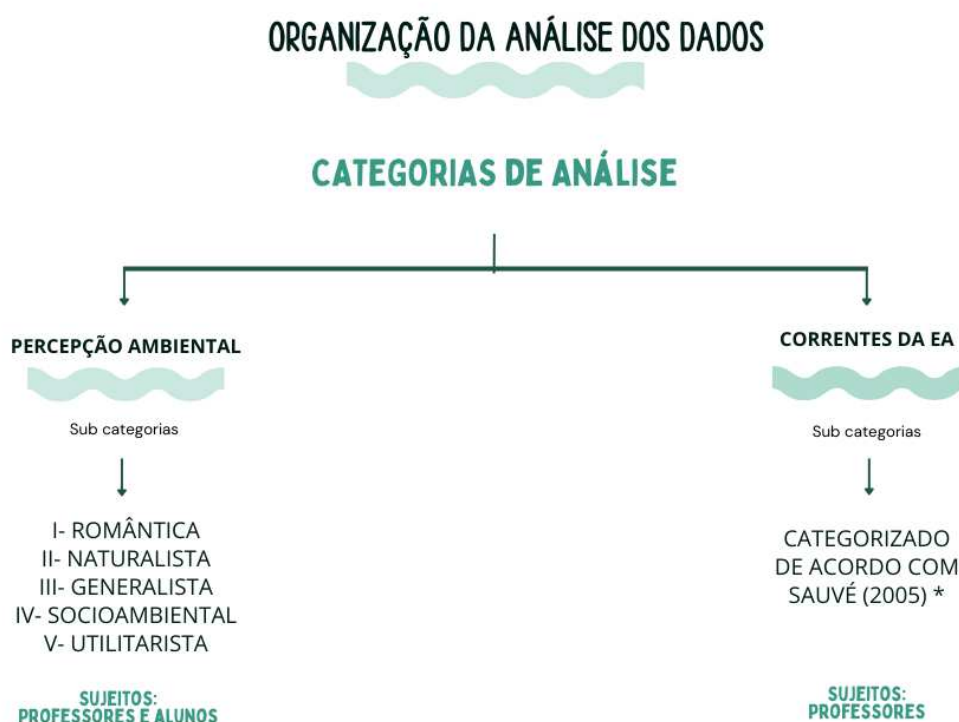 ORGANIZAÇÃO DA ANÁLISE DOS DADOS
CATEGORIAS DE ANÁLISE
PERCEPÇÃO AMBIENTAL
Sub categorias
I- ROMÂNTICA
II- NATURALISTA
III- GENERALISTA
IV- SOCIOAMBIENTAL
V- UTILITARISTA
SUJEITOS:
PROFESSORES E ALUNOS
CORRENTES DA EA
Sub categorias
CATEGORIZADO
DE ACORDO COM
SAUVÉ (2005) *
SUJEITOS:
PROFESSORES